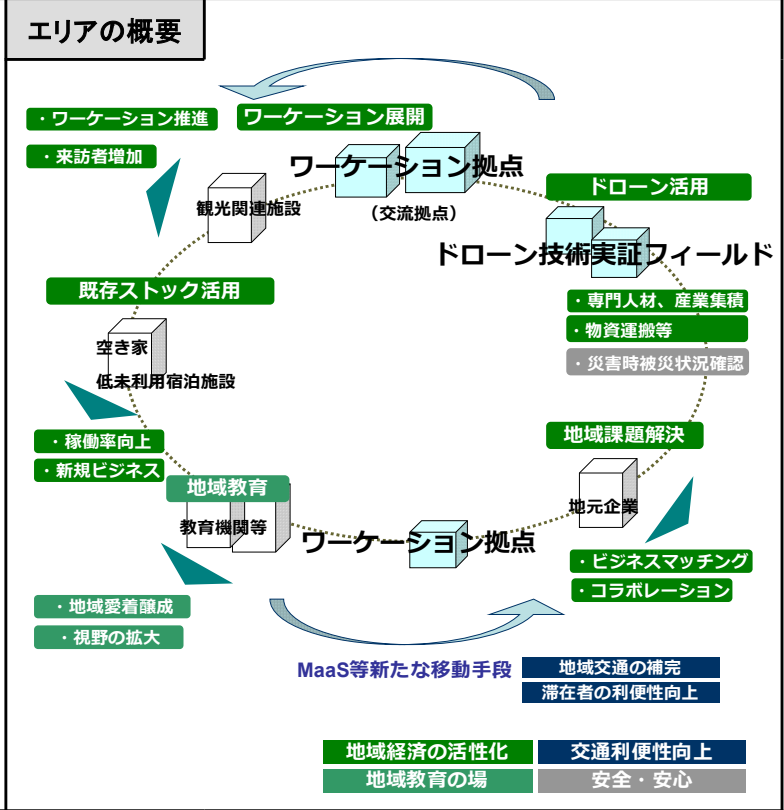 エリアの概要
・ワーケーション推進
ワーケーション展開
・来訪者増加
ワーケーション拠点
（交流拠点）
観光関連施設
ドローン活用
ドローン技術実証フィールド
・専門人材、産業集積
・物資運搬等
・災害時被災状況確認
既存ストック活用
空き家
低未利用宿泊施設
・稼働率向上
・新規ビジネス
地域課題解決
地元企業
地域教育
教育機関等
ワーケーション拠点
・ビジネスマッチング
・コラボレーション
・地域愛着醸成
・視野の拡大
MaaS等新たな移動手段
地域交通の補完
滞在者の利便性向上
地域経済の活性化
交通利便性向上
地域教育の場
安全・安心